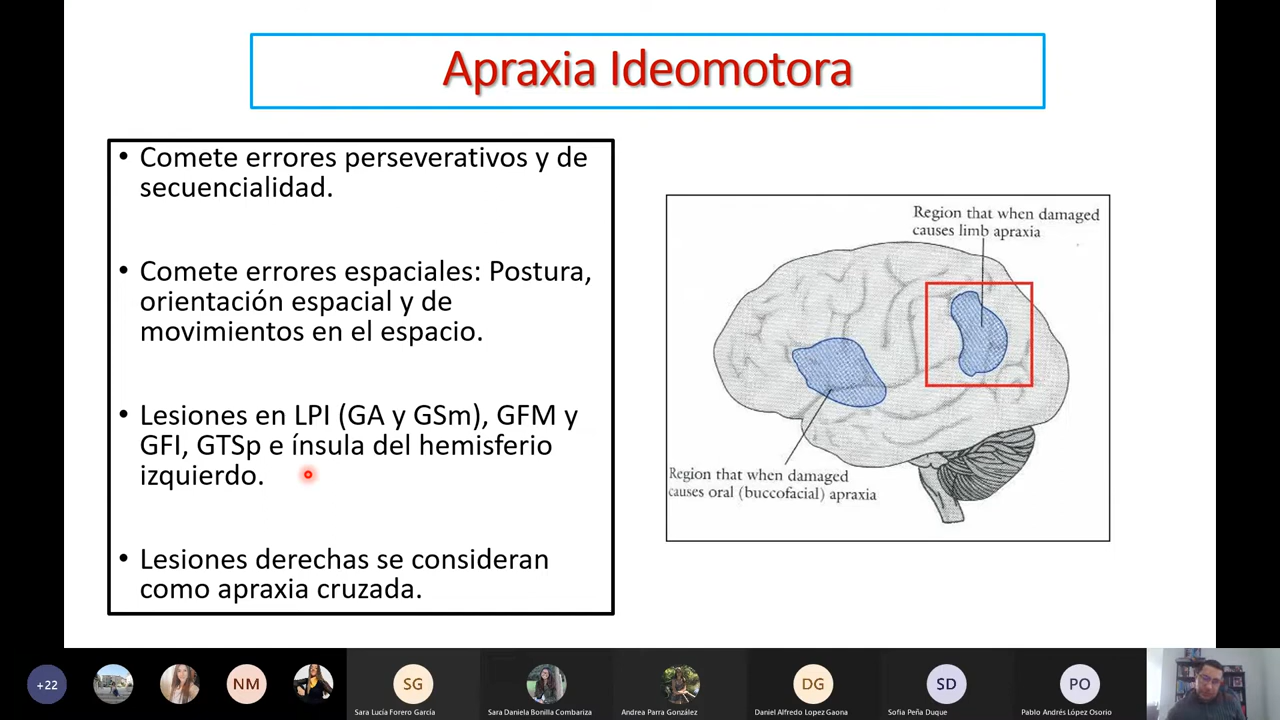 Apraxia Ideomotora
• Comete errores perseverativos y de
secuencialidad.
• Comete errores espaciales: Postura,
orientación espacial y de
movimientos en el espacio.
• Lesiones en LPI (GA y GSm), GFM y
GFI, GTSp e ínsula del hemisferio
izquierdo.
• Lesiones derechas se consideran
como apraxia cruzada.
Region that when damaged
causes limb apraxia
Region that when damaged
causes oral (buccofacial) apraxia
+22
NM
SG
DG
SD
PO
Sara Lucía Forero García
Sara Daniela Bonilla Combariza
Andrea Parra González
Daniel Alfredo Lopez Gaona
Sofia Peña Duque
Pablo Andrés López Osorio